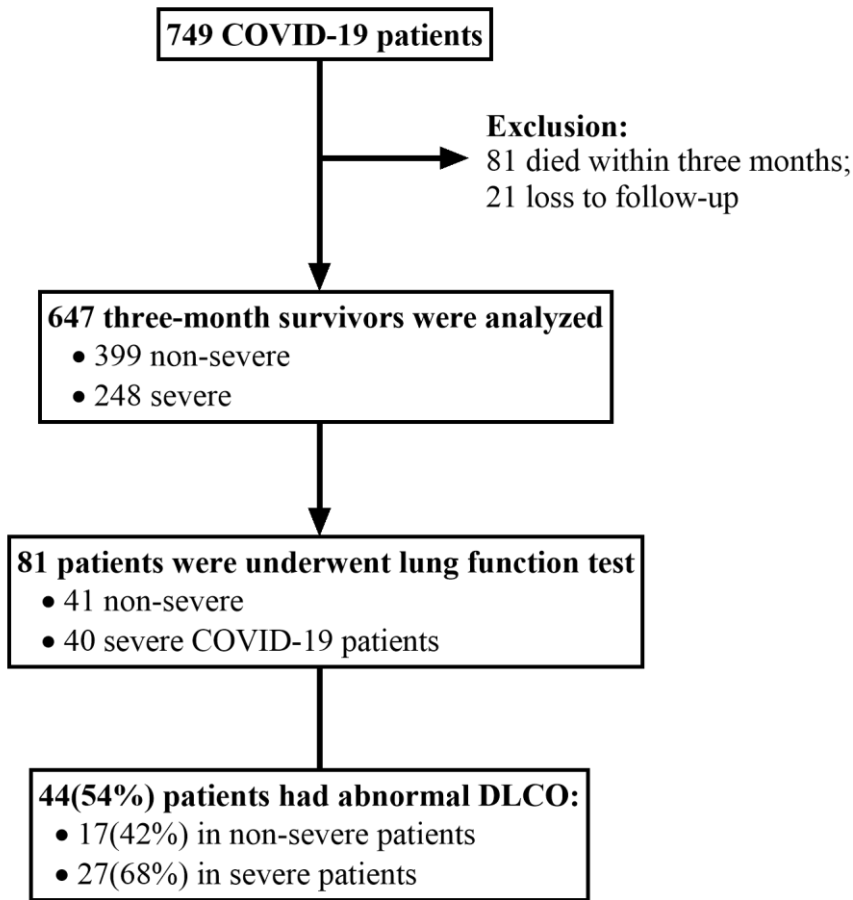 749 COVID-19 patients
Exclusion:
81 died within three months;
21 loss to follow-up
647 three-month survivors were analyzed
• 399 non-severe
• 248 severe
81 patients were underwent lung function test
• 41 non-severe
• 40 severe COVID-19 patients
44(54%) patients had abnormal DLCO:
• 17(42%) in non-severe patients
• 27(68%) in severe patients